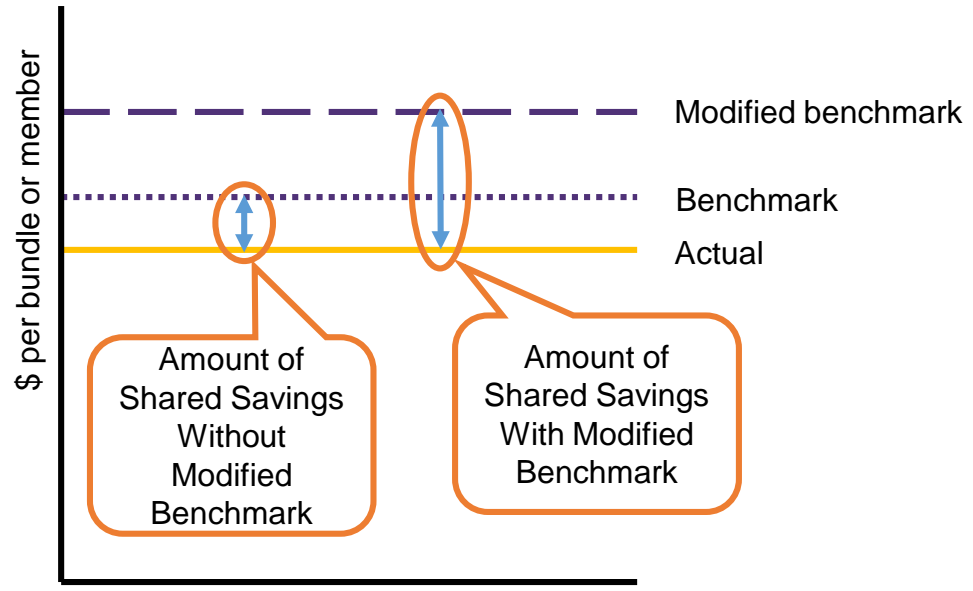 $ per bundle or member
Modified benchmark
Benchmark
Actual
Amount of
Shared Savings
Without
Modified
Benchmark
Amount of
Shared Savings
With Modified
Benchmark